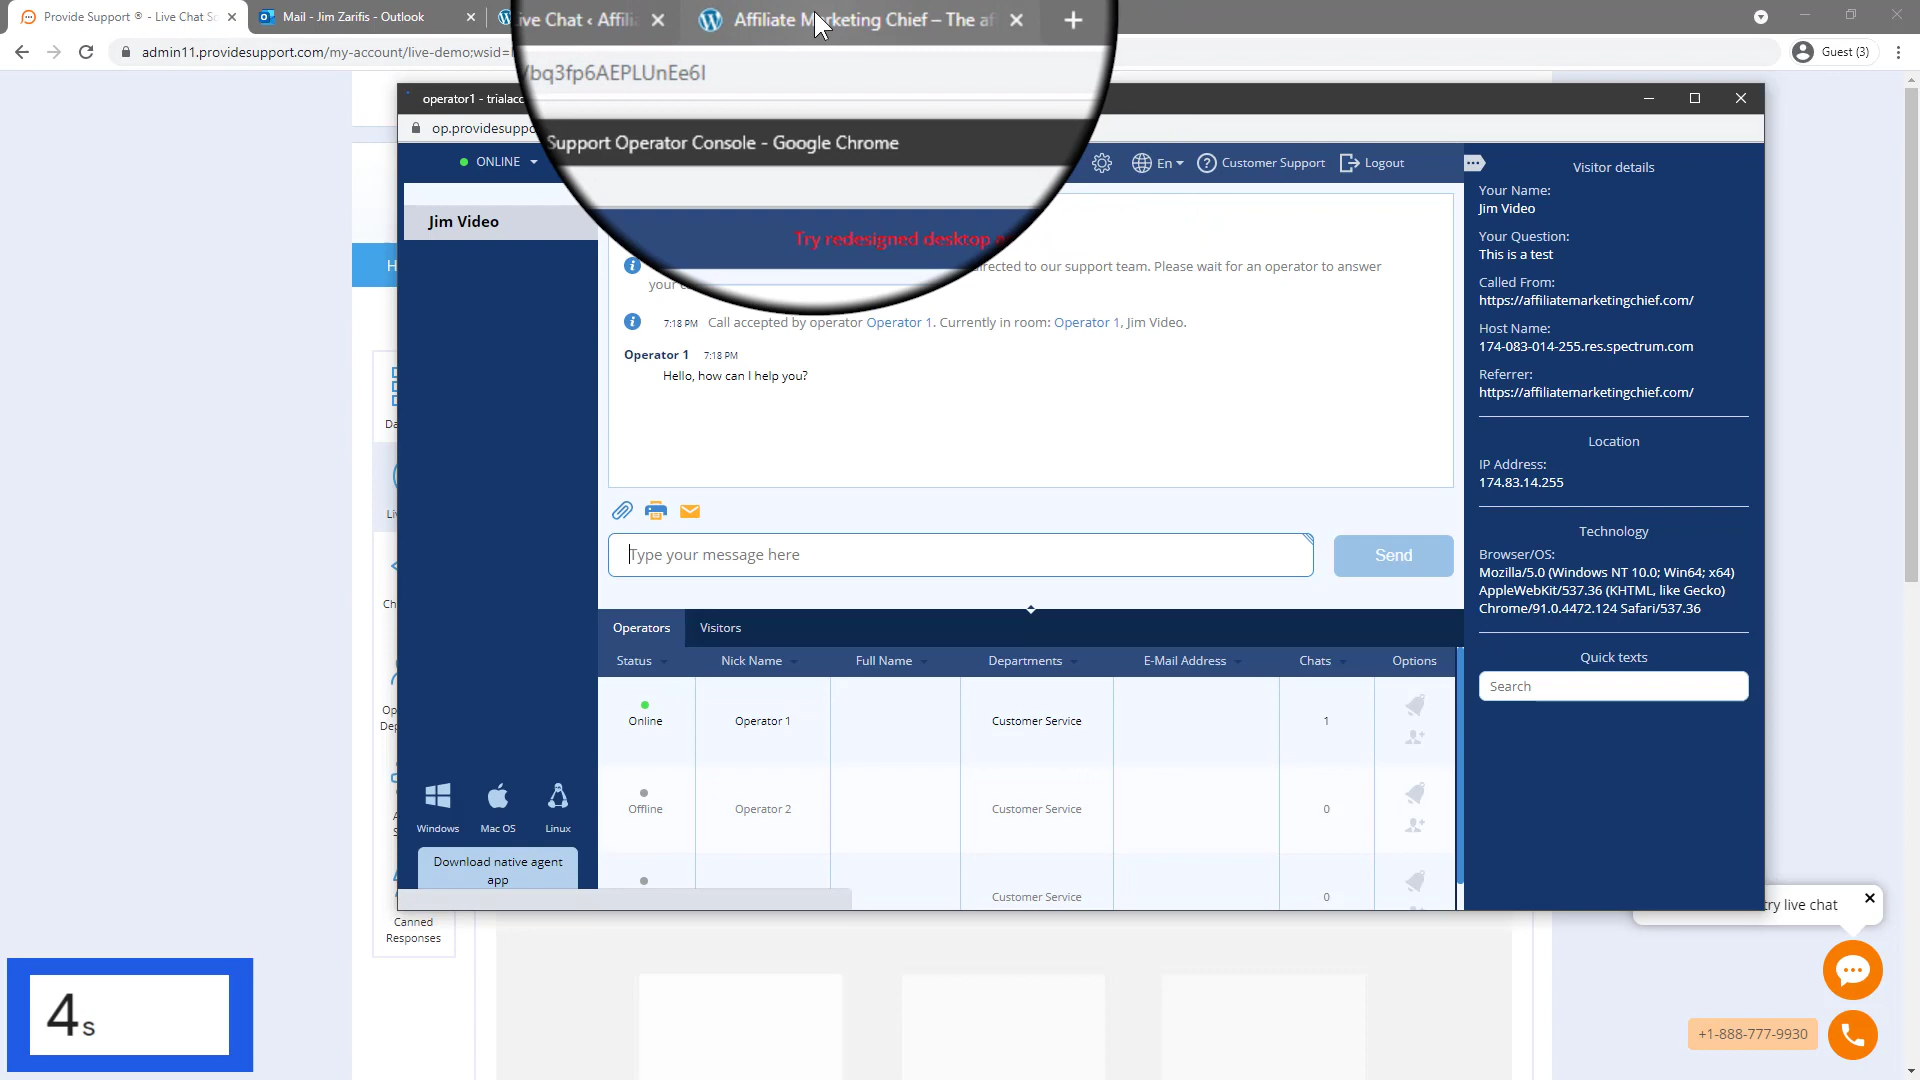 Provide Support ® - Live Chat So
Mail - Jim Zarifis - Outlook
ive Chat ‹ Affilia
Affiliate Marketing Chief – The af
admin11.providesupport.com/my-account/live-demo;wsid=
/bq3fp6AEPLUnEe6I
Guest (3)
operator1 - trialacc
Support Operator Console - Google Chrome
op.providesuppo
ONLINE
En
Customer Support
Logout
Try redesigned desktop
Jim Video
directed to our support team. Please wait for an operator to answer
your c
7:18 PM Call accepted by operator Operator 1. Currently in room: Operator 1, Jim Video.
Operator 1 7:18 PM
Hello, how can I help you?
Type your message here
Send
Operators
Visitors
Status
Nick Name
Full Name
Departments
E-Mail Address
Chats
Options
Online
Operator 1
Customer Service
1
Offline
Operator 2
Customer Service
0
Customer Service
0
Windows
Mac OS
Linux
Download native agent
app
Visitor details
Your Name:
Jim Video
Your Question:
This is a test
Called From:
https://affiliatemarketingchief.com/
Host Name:
174-083-014-255.res.spectrum.com
Referrer:
https://affiliatemarketingchief.com/
Location
IP Address:
174.83.14.255
Technology
Browser/OS:
Mozilla/5.0 (Windows NT 10.0; Win64; x64)
AppleWebKit/537.36 (KHTML, like Gecko)
Chrome/91.0.4472.124 Safari/537.36
Quick texts
Search
H
Da
Liv
Ch
Op
Dep
Canned
Responses
try live chat
+1-888-777-9930
4s